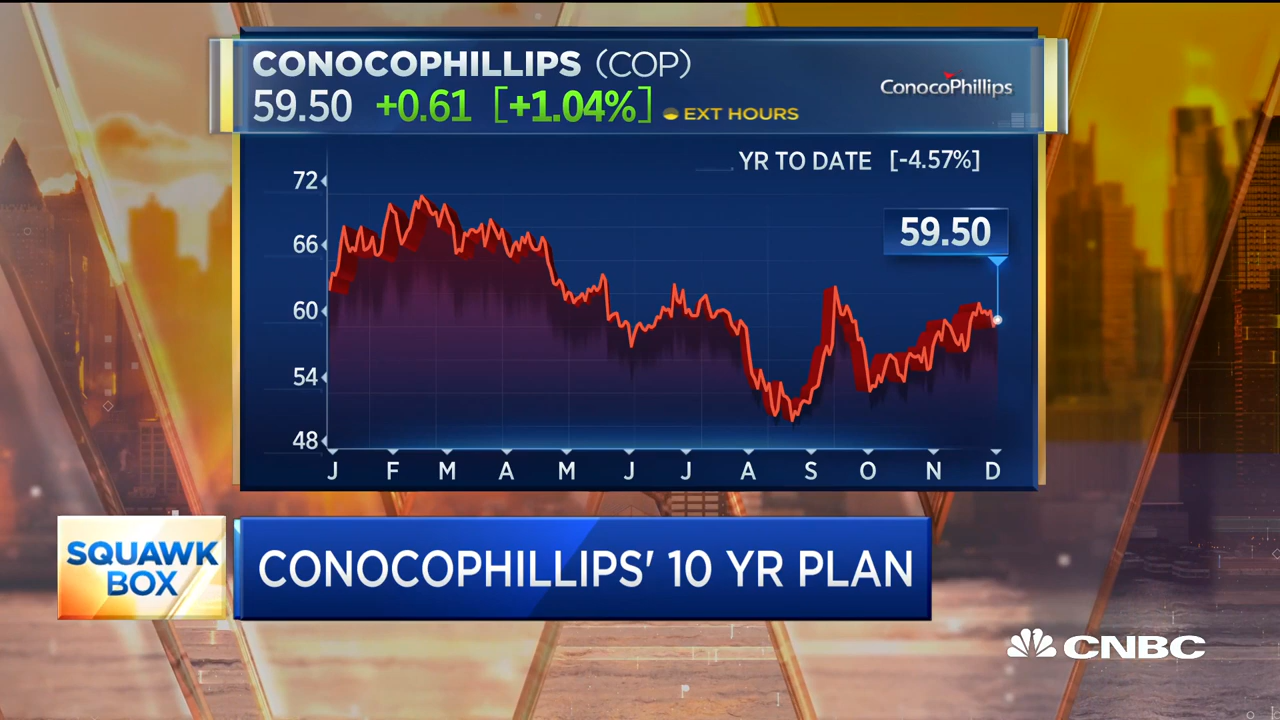 CONOCOPHILLIPS (COP)
59.50 +0.61 [+1.04%] EXT HOURS
ConocoPhillips
YR TO DATE [-4.57%]
59.50
72
66
60
54
48
J F M A M J J A S O N D
SQUAWK
BOX
CONOCOPHILLIPS' 10 YR PLAN
CNBC